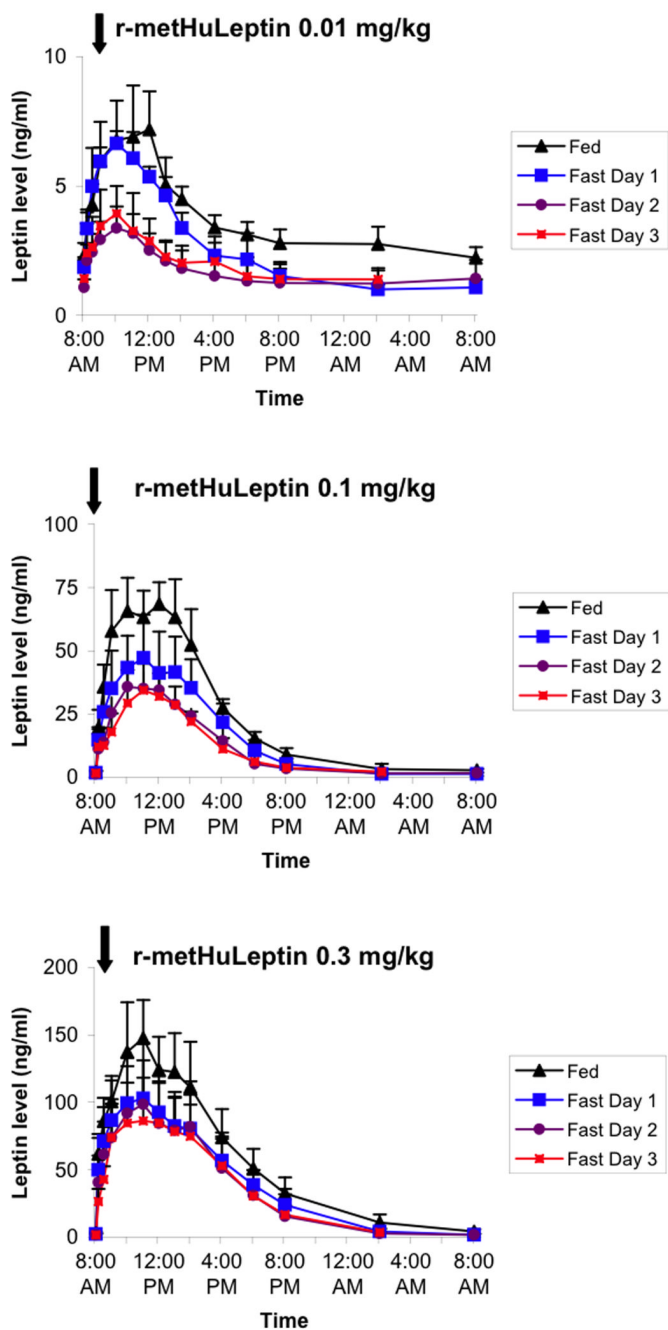 r-metHuLeptin 0.01 mg/kg
10
5
0
Leptin level (ng/ml)
8:00 12:00 4:00 8:00 12:00 4:00 8:00
AM PM PM PM AM AM AM
Time
Fed
Fast Day 1
Fast Day 2
Fast Day 3
r-metHuLeptin 0.1 mg/kg
100
75
50
25
0
Leptin level (ng/ml)
8:00 12:00 4:00 8:00 12:00 4:00 8:00
AM PM PM PM AM AM AM
Time
Fed
Fast Day 1
Fast Day 2
Fast Day 3
r-metHuLeptin 0.3 mg/kg
200
150
100
50
0
Leptin level (ng/ml)
8:00 12:00 4:00 8:00 12:00 4:00 8:00
AM PM PM PM AM AM AM
Time
Fed
Fast Day 1
Fast Day 2
Fast Day 3